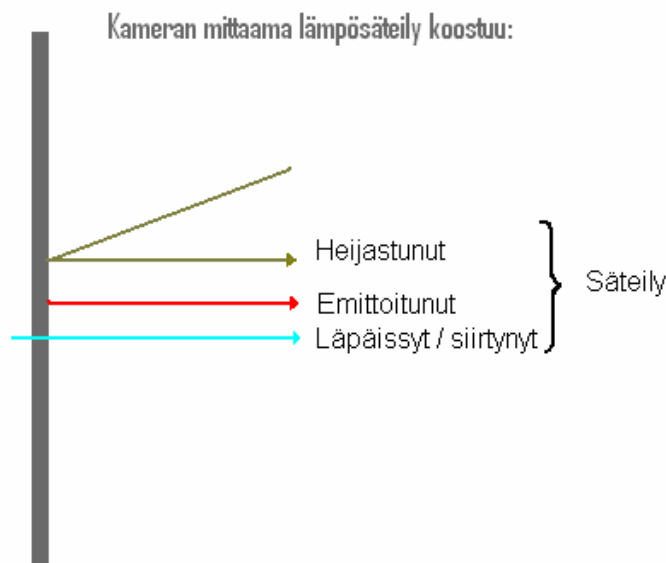 Kameran mittaama lämpösäteily koostuu:
Heijastunut
Emittoitunut
Läpäissyt / siirtynyt
Säteily